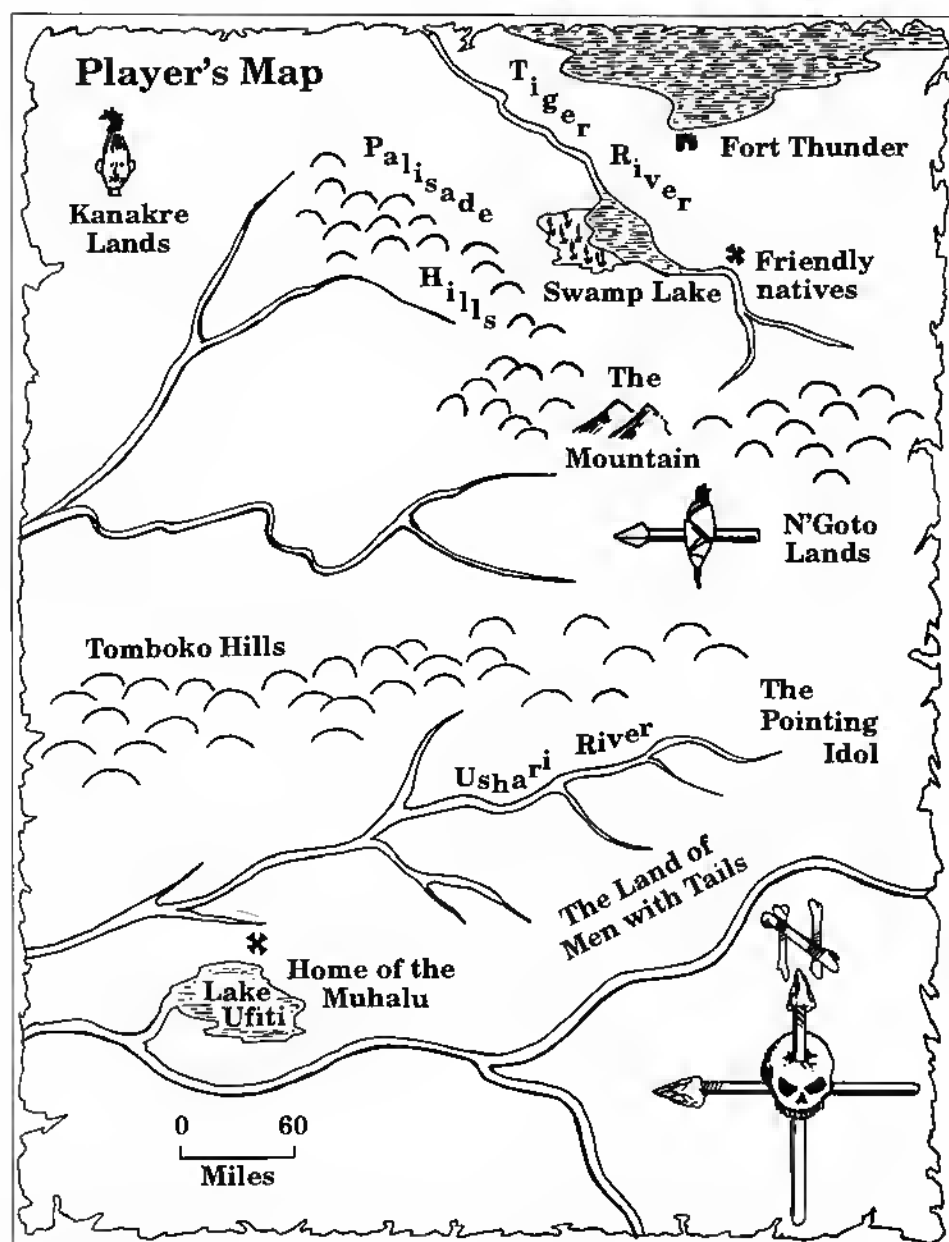 Player's Map
Tiger
River
Fort Thunder
Palisade
Hills
Kanakre
Lands
Friendly
natives
Swamp Lake
The
Mountain
N'Goto
Lands
Tomboko Hills
The
Pointing
Idol
Ushari River
The Land of
Men with Tails
Home of the
Muhalu
Lake
Ufiti
0 60
Miles
N